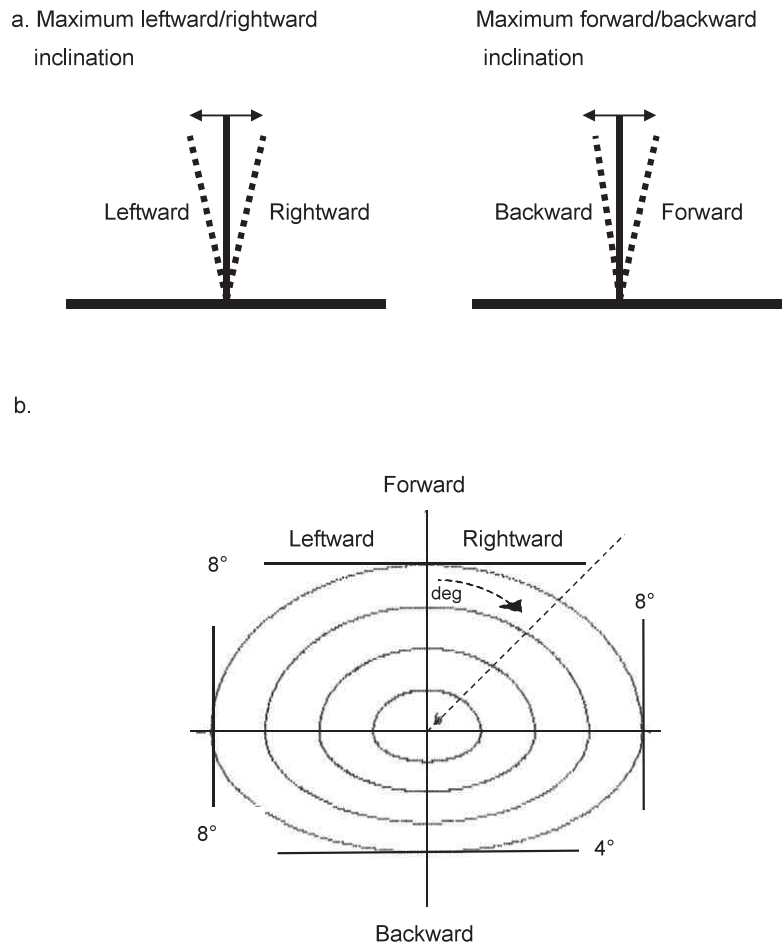 a. Maximum leftward/rightward
inclination
Maximum forward/backward
inclination
Leftward
Rightward
Backward
Forward
b.
Forward
Leftward
Rightward
8°
deg
8°
8°
4°
Backward